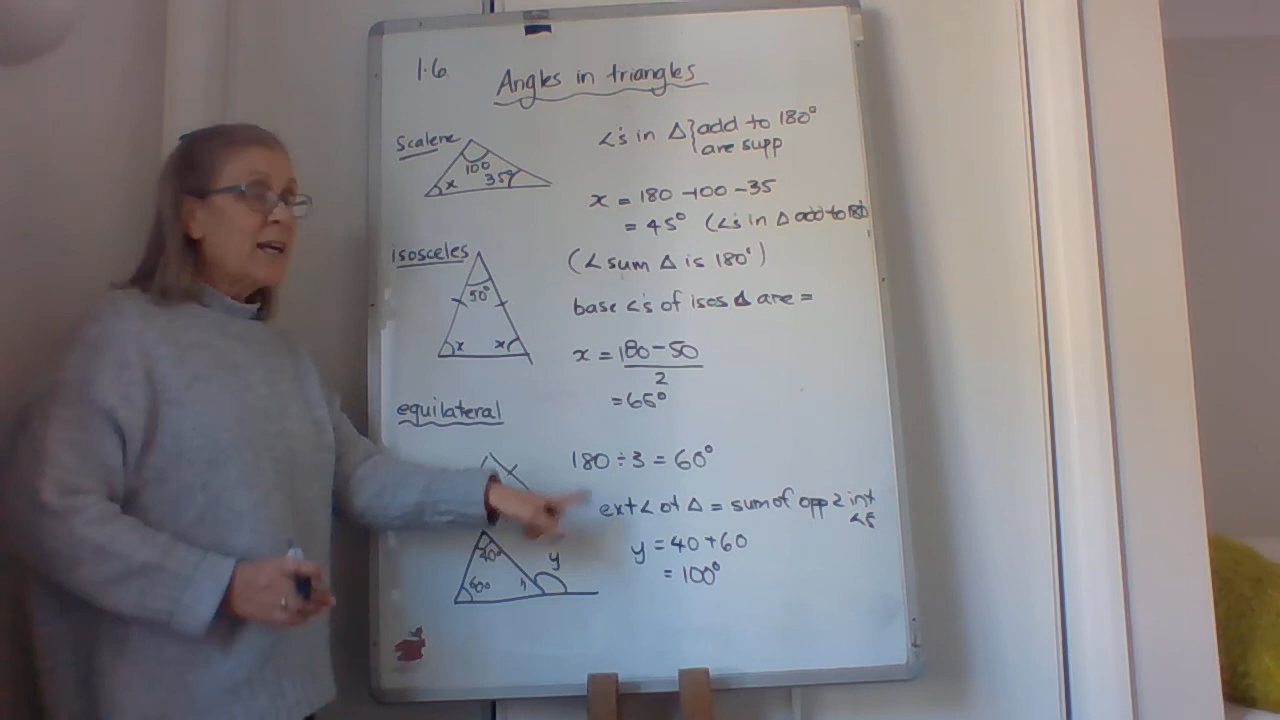 1.6 Angles in triangles
Scalene
100
x 35°
∠'s in △ } add to 180°
are supp
x = 180 - 100 - 35
= 45° (∠'s in △ add to 180
isosceles
50°
x x
(∠ sum △ is 180°)
base ∠'s of isos △ are =
x = 180 - 50
2
= 65°
equilateral
180 ÷ 3 = 60°
ext ∠ of △ = sum of opp 2 int
∠s
40°
60°
y
y = 40 + 60
= 100°